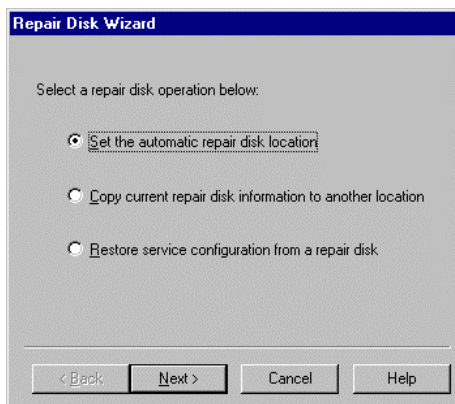 Repair Disk Wizard
Select a repair disk operation below:
Set the automatic repair disk location
Copy current repair disk information to another location
Restore service configuration from a repair disk
< Back Next > Cancel Help